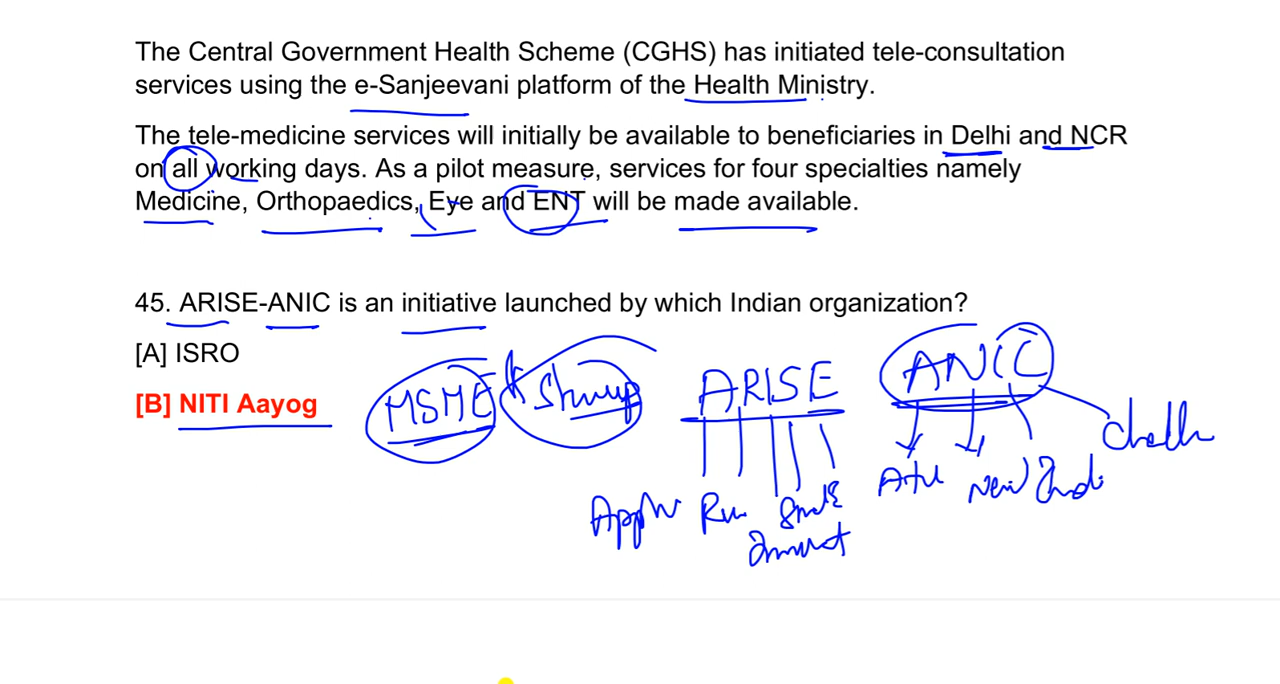 The Central Government Health Scheme (CGHS) has initiated tele-consultation
services using the e-Sanjeevani platform of the Health Ministry.
The tele-medicine services will initially be available to beneficiaries in Delhi and NCR
on all working days. As a pilot measure, services for four specialties namely
Medicine, Orthopaedics, Eye and ENT will be made available.
45. ARISE-ANIC is an initiative launched by which Indian organization?
[A] ISRO
[B] NITI Aayog
MSME ARISE ANIC
New